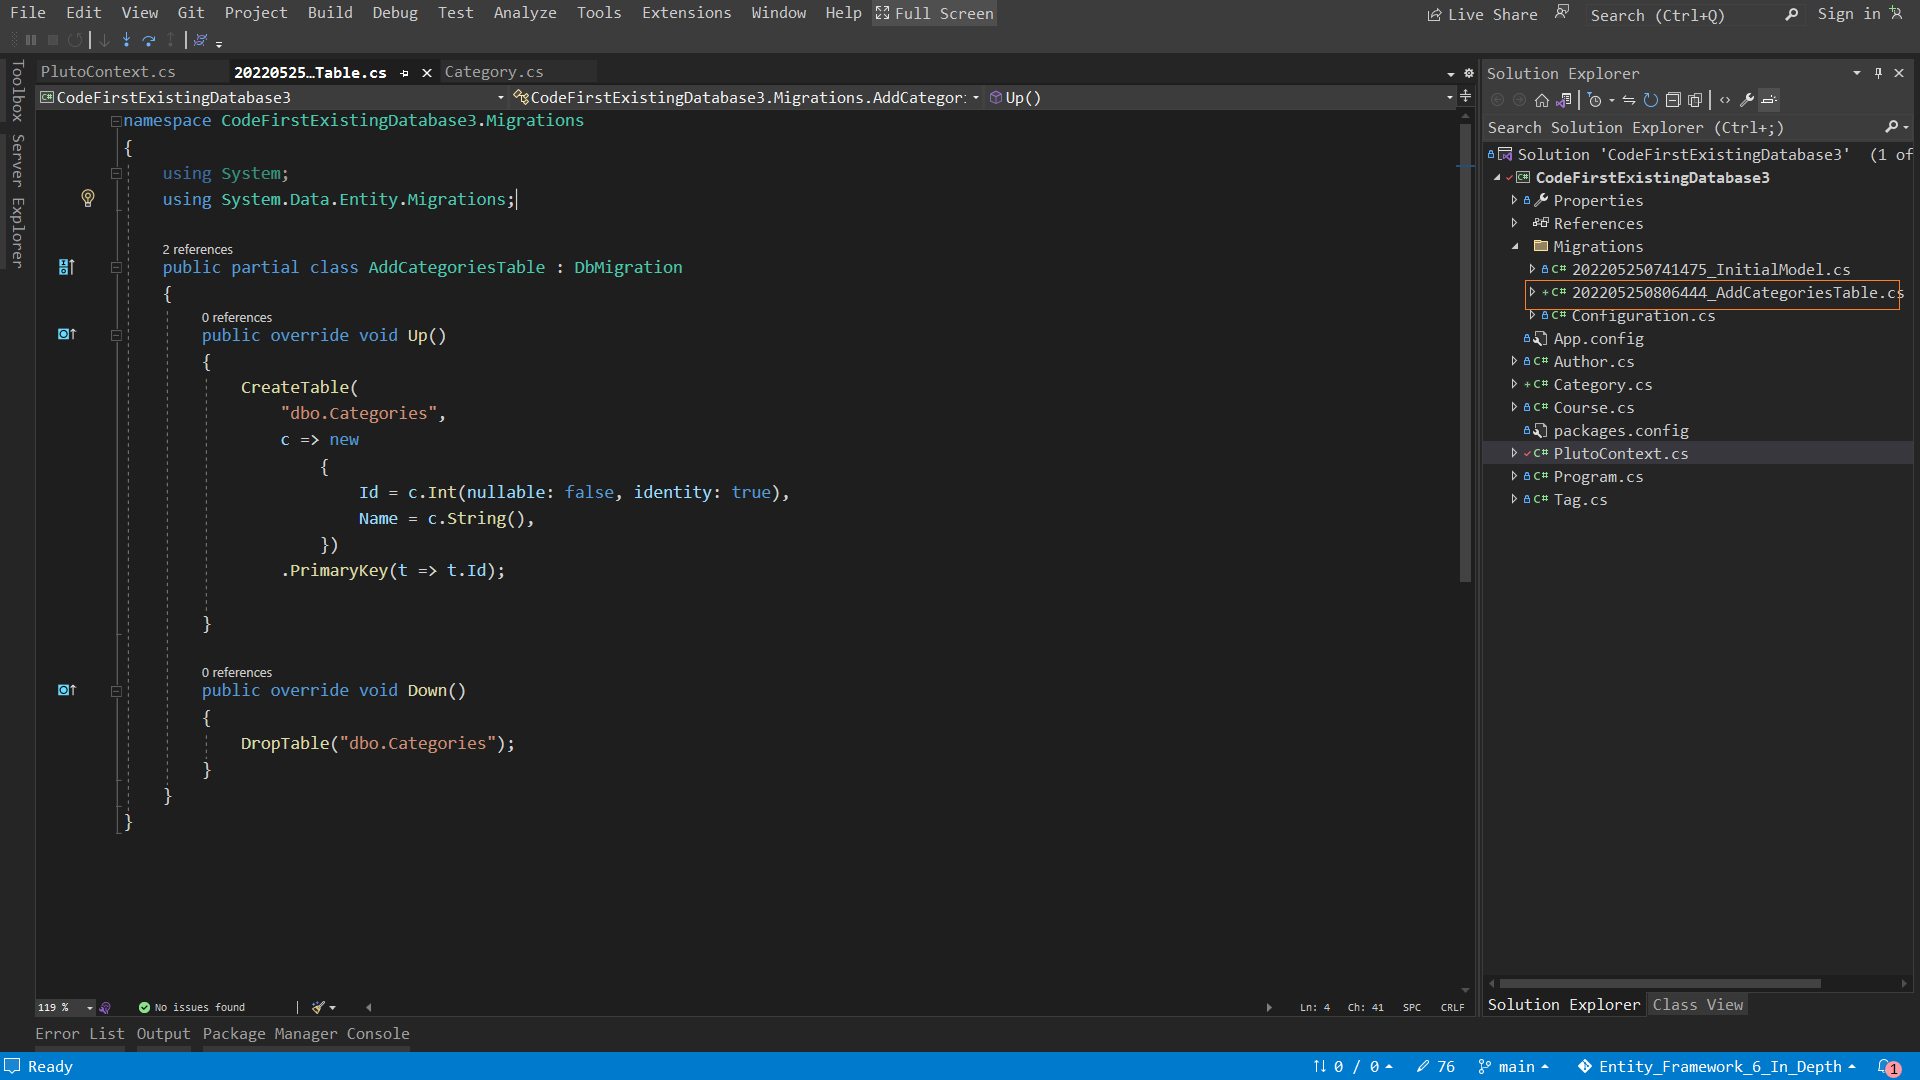 File Edit View Git Project Build Debug Test Analyze Tools Extensions Window Help Full Screen Live Share Search (Ctrl+Q) Sign in
PlutoContext.cs 20220525…Table.cs Category.cs
CodeFirstExistingDatabase3 CodeFirstExistingDatabase3.Migrations.AddCategor Up()
Toolbox
Server Explorer
namespace CodeFirstExistingDatabase3.Migrations
{
using System;
using System.Data.Entity.Migrations;
2 references
public partial class AddCategoriesTable : DbMigration
{
0 references
public override void Up()
{
CreateTable(
"dbo.Categories",
c => new
{
Id = c.Int(nullable: false, identity: true),
Name = c.String(),
})
.PrimaryKey(t => t.Id);
}
0 references
public override void Down()
{
DropTable("dbo.Categories");
}
}
}
119 % No issues found Ln: 4 Ch: 41 SPC CRLF
Error List Output Package Manager Console
Solution Explorer
Search Solution Explorer (Ctrl+;)
Solution 'CodeFirstExistingDatabase3' (1 of
CodeFirstExistingDatabase3
Properties
References
Migrations
C# 202205250741475_InitialModel.cs
+ C# 202205250806444_AddCategoriesTable.cs
C# Configuration.cs
App.config
C# Author.cs
+ C# Category.cs
C# Course.cs
packages.config
C# PlutoContext.cs
C# Program.cs
C# Tag.cs
Solution Explorer Class View
Ready 0 / 0 76 main Entity_Framework_6_In_Depth 1